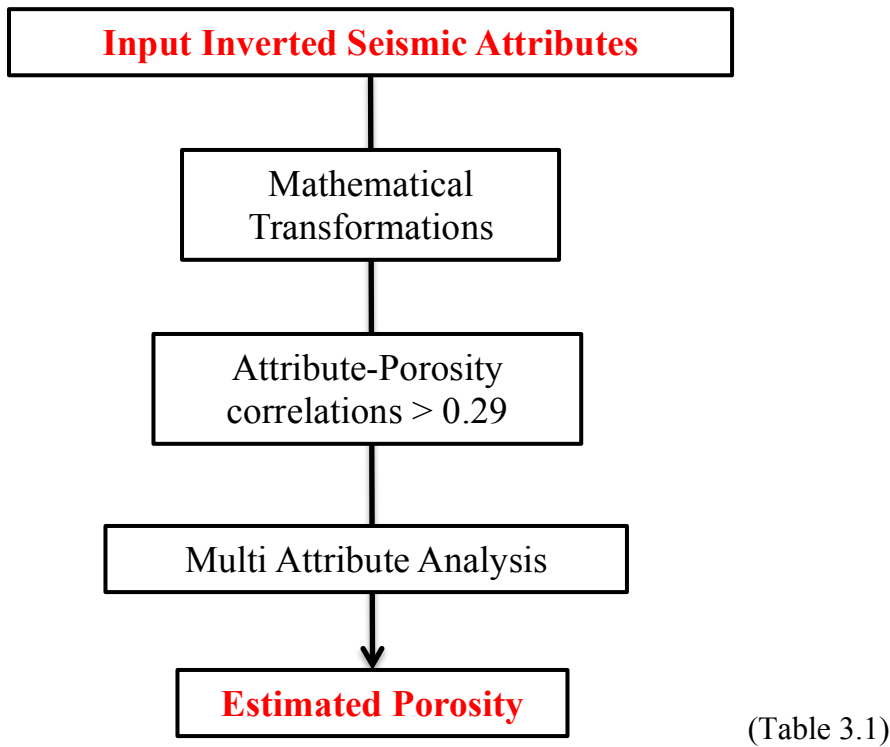 Input Inverted Seismic Attributes
Mathematical
Transformations
Attribute-Porosity
correlations > 0.29
Multi Attribute Analysis
Estimated Porosity
(Table 3.1)